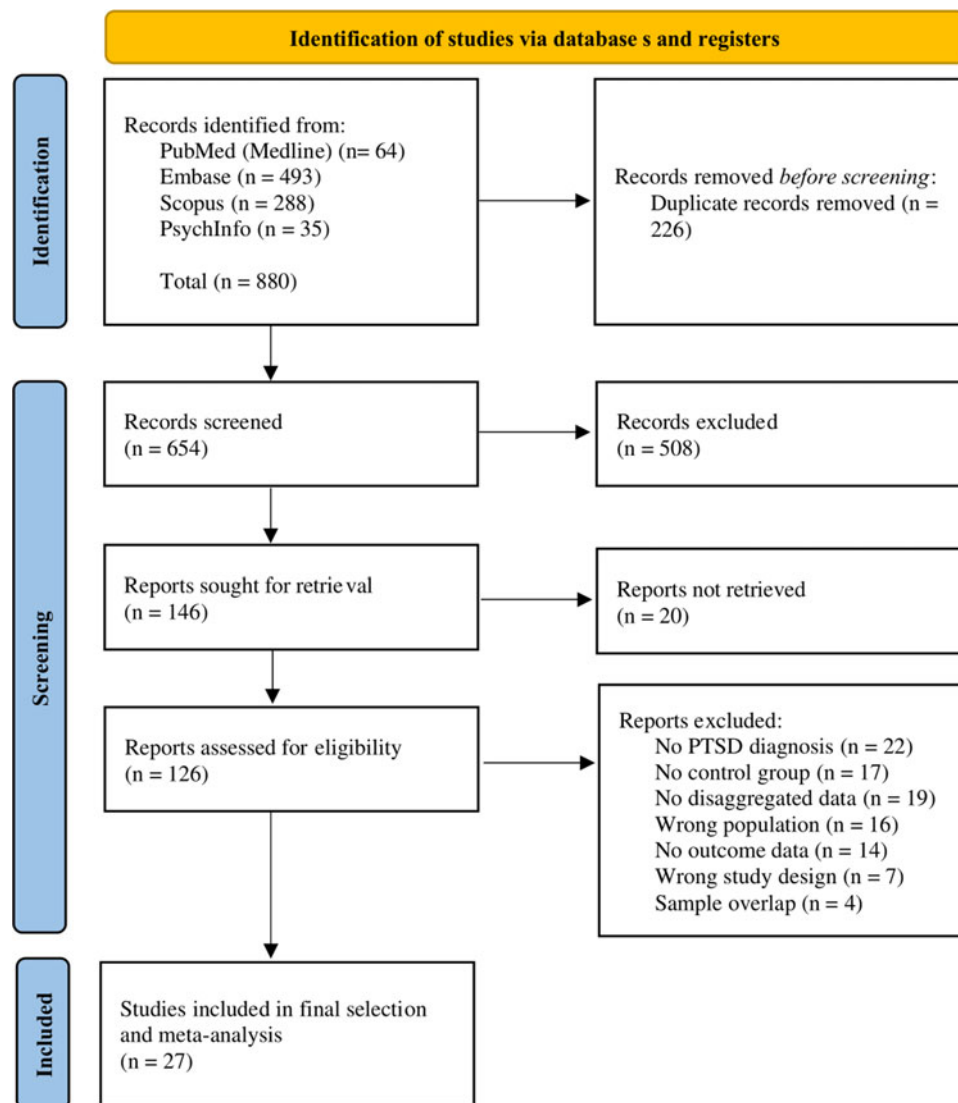 Identification of studies via database s and registers
Identification
Records identified from:
PubMed (Medline) (n= 64)
Embase (n = 493)
Scopus (n = 288)
PsychInfo (n = 35)
Total (n = 880)
Records removed before screening:
Duplicate records removed (n =
226)
Screening
Records screened
(n = 654)
Records excluded
(n = 508)
Reports sought for retrieval
(n = 146)
Reports not retrieved
(n = 20)
Reports assessed for eligibility
(n = 126)
Reports excluded:
No PTSD diagnosis (n = 22)
No control group (n = 17)
No disaggregated data (n = 19)
Wrong population (n = 16)
No outcome data (n = 14)
Wrong study design (n = 7)
Sample overlap (n = 4)
Included
Studies included in final selection
and meta-analysis
(n = 27)